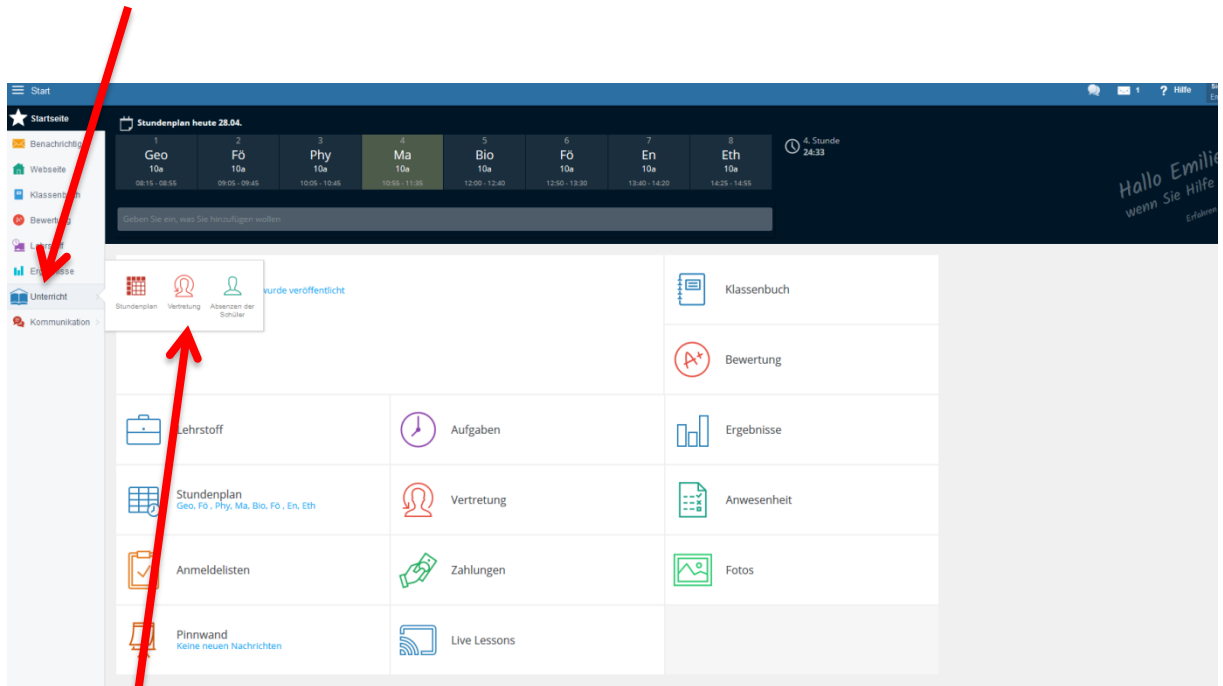 Start
1
? Hilfe
Startseite
Benachrichtig
Webseite
Klassenbuch
Bewertung
Lehrstoff
Ergebnisse
Unterricht
Kommunikation
Stundenplan heute 28.04.
1 2 3 4 5 6 7 8
Geo Fö Phy Ma Bio Fö En Eth
10a 10a 10a 10a 10a 10a 10a 10a
08:15 - 08:55 09:05 - 09:45 10:05 - 10:45 10:55 - 11:35 12:00 - 12:40 12:50 - 13:30 13:40 - 14:20 14:25 - 14:55
4. Stunde
24:33
Geben Sie ein, was Sie hinzufügen wollen
Hallo Emilie
wenn Sie Hilfe
Erfahren
Stundenplan
Vertretung
Absenzen der
Schüler
wurde veröffentlicht
Klassenbuch
Bewertung
Lehrstoff
Aufgaben
Ergebnisse
Stundenplan
Geo, Fö , Phy, Ma, Bio, Fö , En, Eth
Vertretung
Anwesenheit
Anmeldelisten
Zahlungen
Fotos
Pinnwand
Keine neuen Nachrichten
Live Lessons